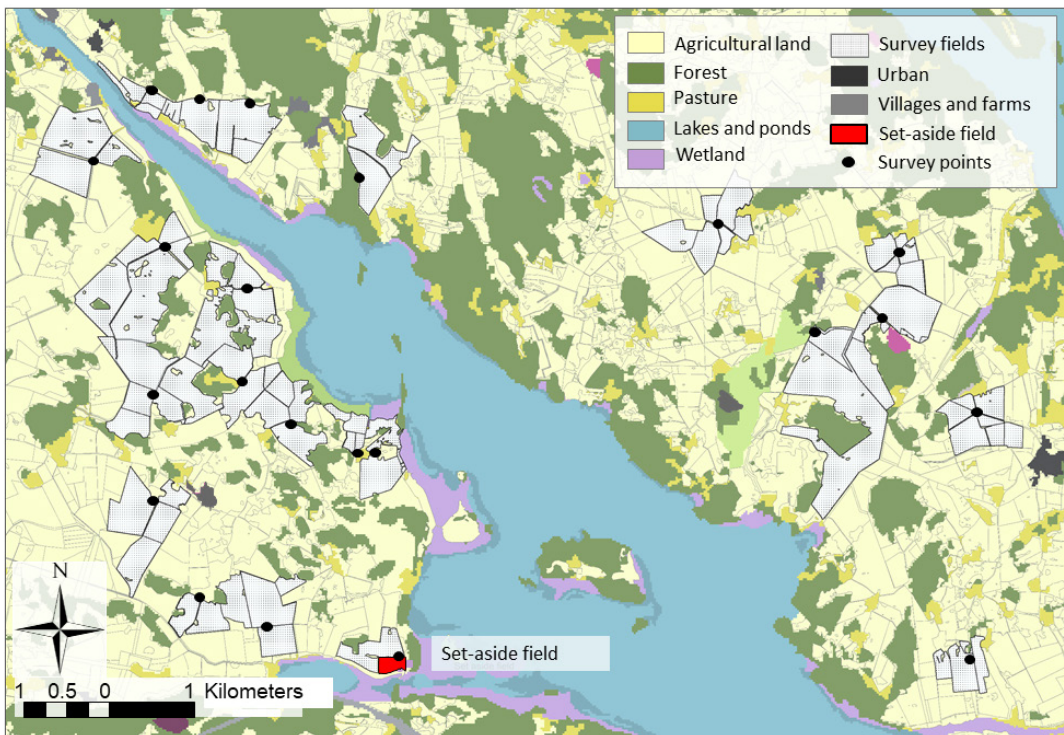 Agricultural land
Forest
Pasture
Lakes and ponds
Wetland
Survey fields
Urban
Villages and farms
Set-aside field
Survey points
N
Set-aside field
1 0.5 0 1 Kilometers